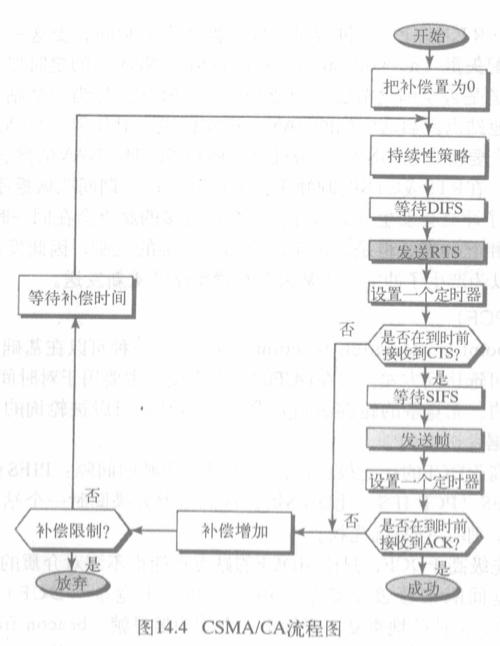 开始
把补偿置为0
持续性策略
等待DIFS
发送RTS
设置一个定时器
是否在到时前
接收到CTS?
否
是
等待SIFS
发送帧
设置一个定时器
是否在到时前
接收到ACK?
否
是
成功
补偿增加
补偿限制?
否
是
放弃
等待补偿时间
图14.4 CSMA/CA流程图